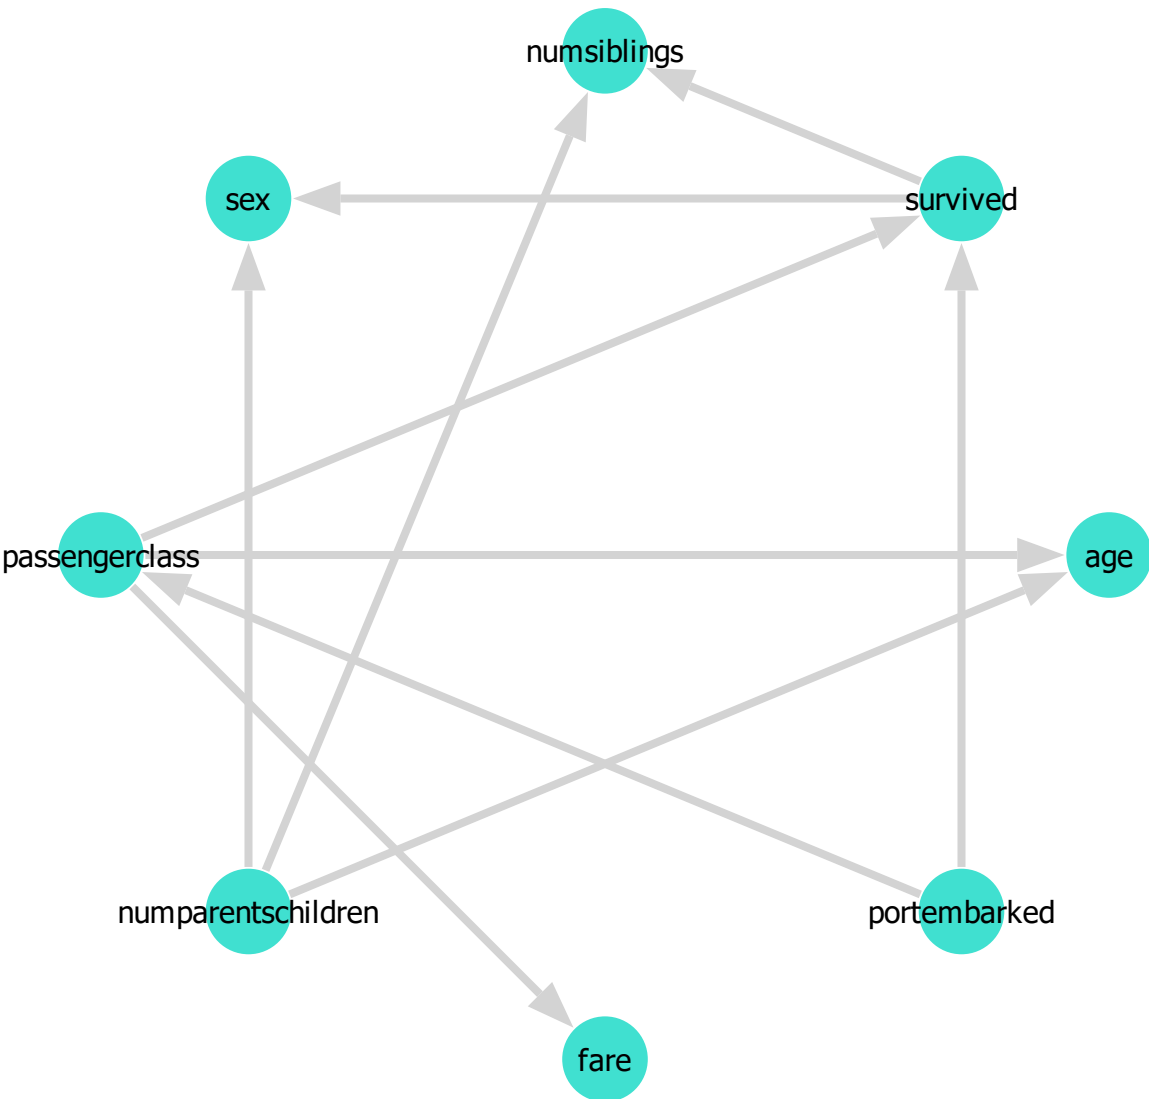 numsiblings
sex
survived
passengerclass
age
numparentschildren
portembarked
fare